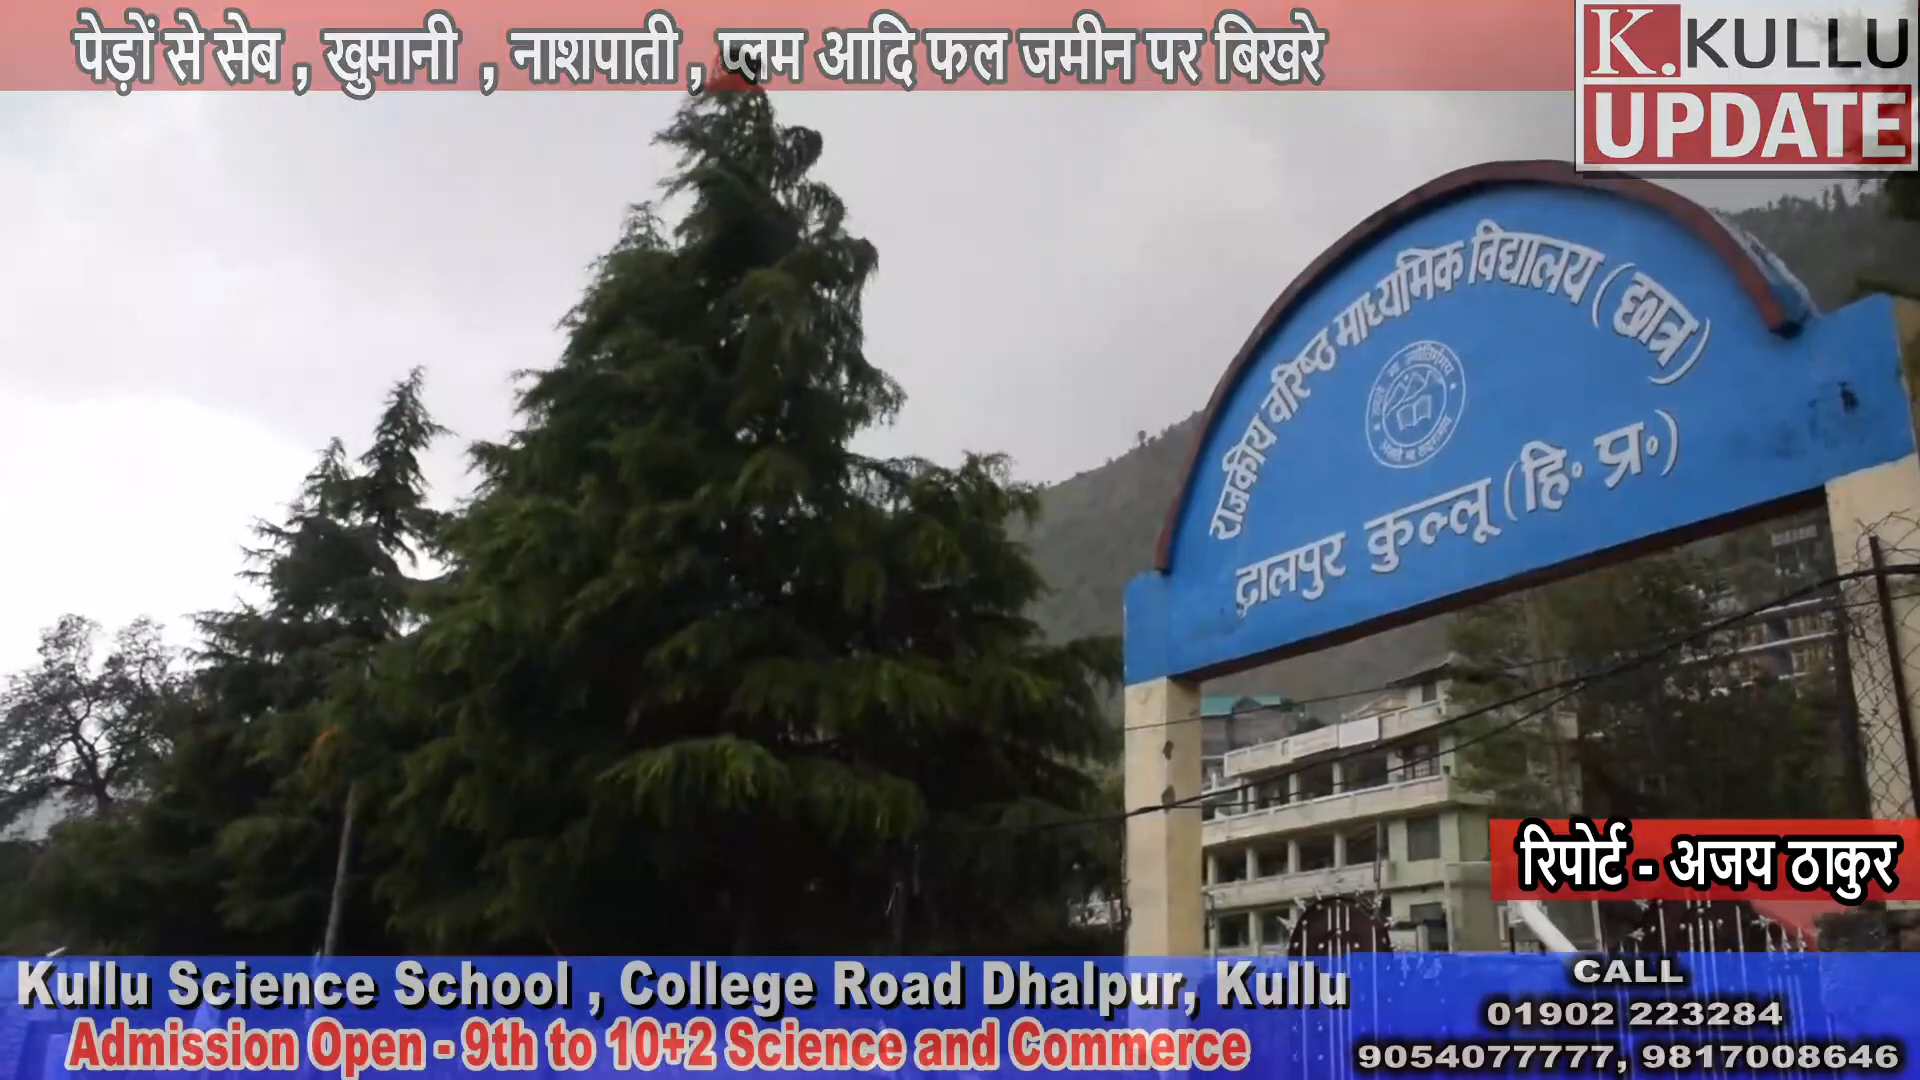 पेड़ों से सेब , खुमानी , नाशपाती , प्लम आदि फल जमीन पर बिखरे
K.KULLU
UPDATE
राजकीय वरिष्ठ माध्यमिक विद्यालय (छात्र)
ढालपुर कुल्लू (हि॰ प्र॰)
रिपोर्ट - अजय ठाकुर
Kullu Science School , College Road Dhalpur, Kullu
Admission Open - 9th to 10+2 Science and Commerce
CALL
01902 223284
9054077777, 9817008646